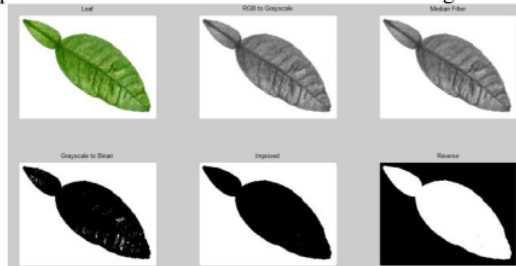 Leaf
RGB to Grayscale
Median Filter
Grayscale to Binari
Improved
Reverse